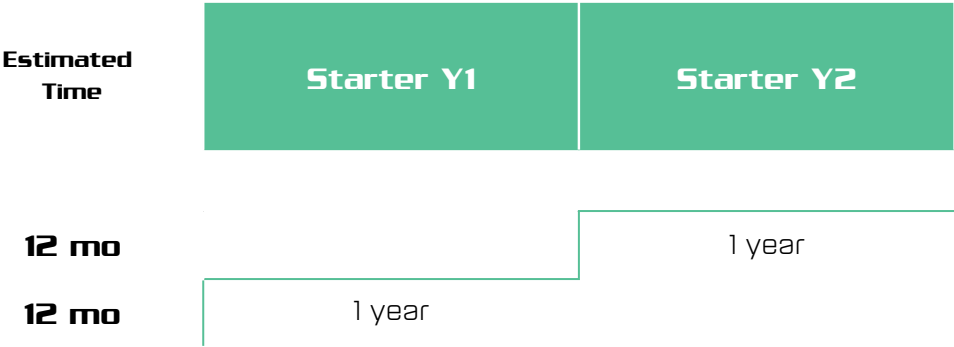 Estimated
Time
Starter Y1
Starter Y2
12 mo
1 year
12 mo
1 year